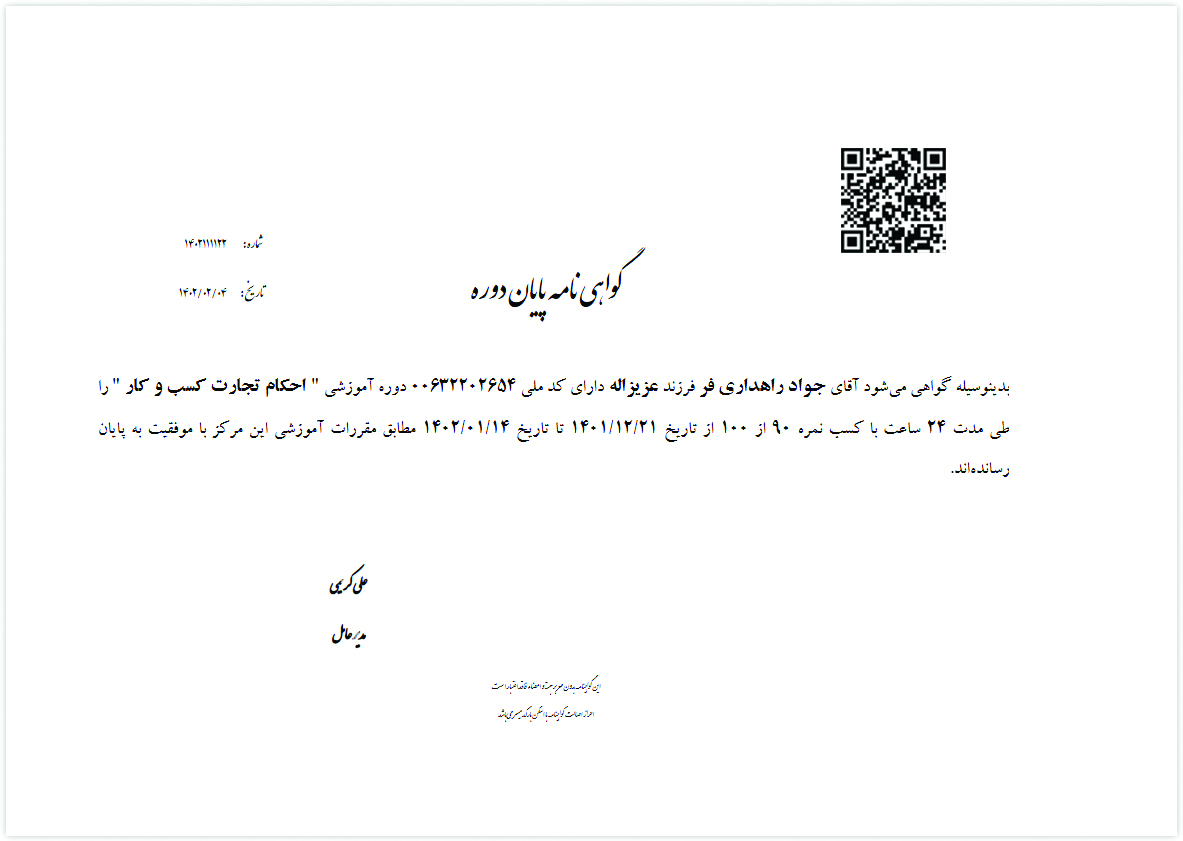 شماره: ۱۴۰۲۱۱۱۱۲۲
تاریخ: ۱۴۰۲/۰۲/۰۴
گواهی نامه پایان دوره
بدینوسیله گواهی می‌شود آقای جواد راهداری فر فرزند عزیزاله دارای کد ملی ۰۰۶۳۲۲۰۲۶۵۴ دوره آموزشی " احکام تجارت کسب و کار " را
طی مدت ۲۴ ساعت با کسب نمره ۹۰ از ۱۰۰ از تاریخ ۱۴۰۱/۱۲/۲۱ تا تاریخ ۱۴۰۲/۰۱/۱۴ مطابق مقررات آموزشی این مرکز با موفقیت به پایان
رسانده‌اند.
علی کریمی
مدیرعامل
این گواهینامه بدون مهر برجسته و امضاء فاقد اعتبار است
احراز اصالت گواهینامه با اسکن بارکد میسر می باشد